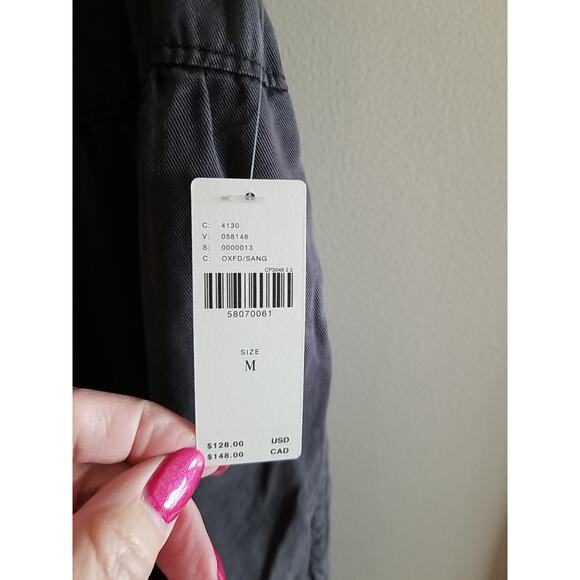 C: 4130
V: 058148
S: 0000013
C: OXFD/SANG
CP3048 2 2
58070061
SIZE
M
$128.00 USD
$148.00 CAD